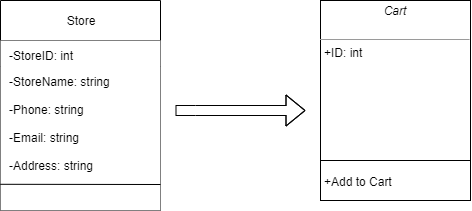 Store
-StoreID: int
-StoreName: string
-Phone: string
-Email: string
-Address: string
Cart
+ID: int
+Add to Cart